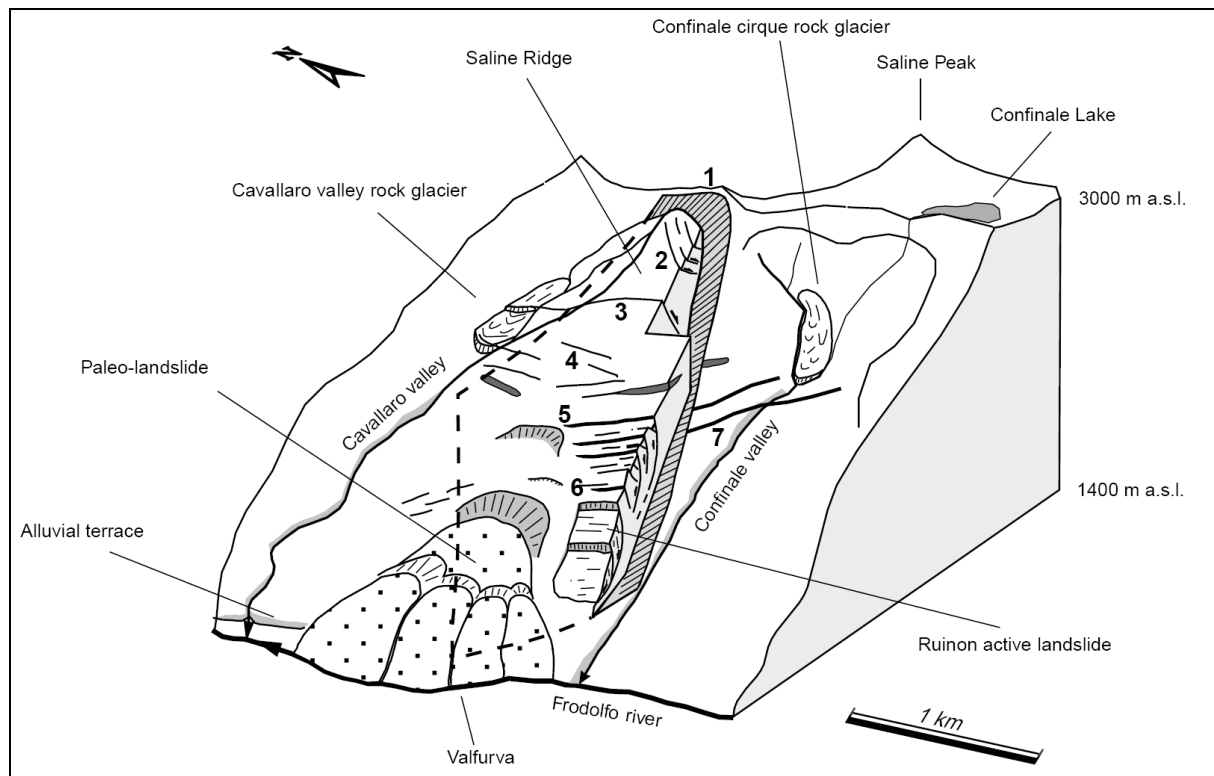 Confinale cirque rock glacier
N
Saline Ridge
Saline Peak
Confinale Lake
Cavallaro valley rock glacier
1
3000 m a.s.l.
2
3
Paleo-landslide
4
Cavallaro valley
5
7
Confinale valley
6
1400 m a.s.l.
Alluvial terrace
Ruinon active landslide
Frodolfo river
1 km
Valfurva